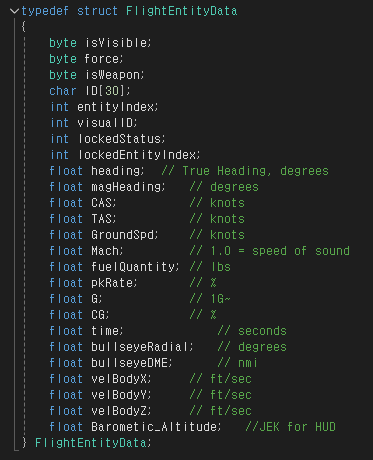 typedef struct FlightEntityData
{
byte isVisible;
byte force;
byte isWeapon;
char ID[30];
int entityIndex;
int visualID;
int lockedStatus;
int lockedEntityIndex;
float heading; // True Heading, degrees
float magHeading; // degrees
float CAS; // knots
float TAS; // knots
float GroundSpd; // knots
float Mach; // 1.0 = speed of sound
float fuelQuantity; // lbs
float pkRate; // %
float G; // 1G~
float CG; // %
float time; // seconds
float bullseyeRadial; // degrees
float bullseyeDME; // nmi
float velBodyX; // ft/sec
float velBodyY; // ft/sec
float velBodyZ; // ft/sec
float Barometic_Altitude; //JEK for HUD
} FlightEntityData;